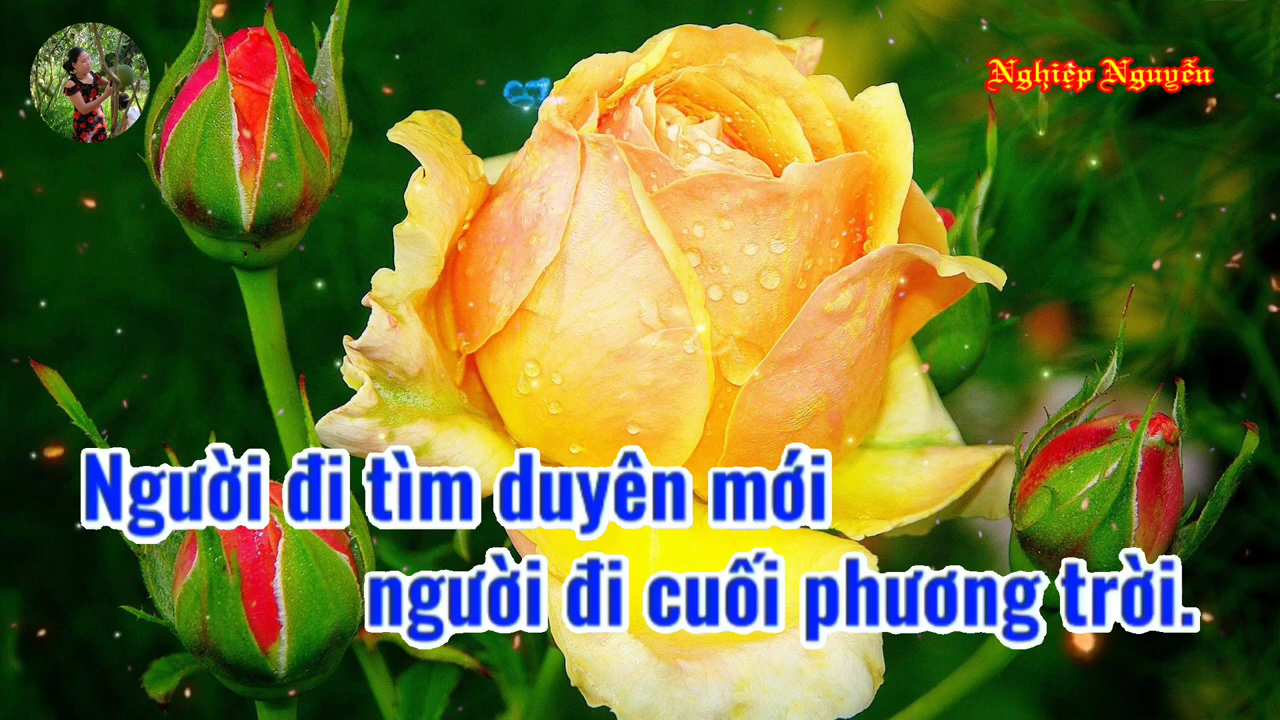 Nghiệp Nguyễn
Người đi tìm duyên mới
người đi cuối phương trời.